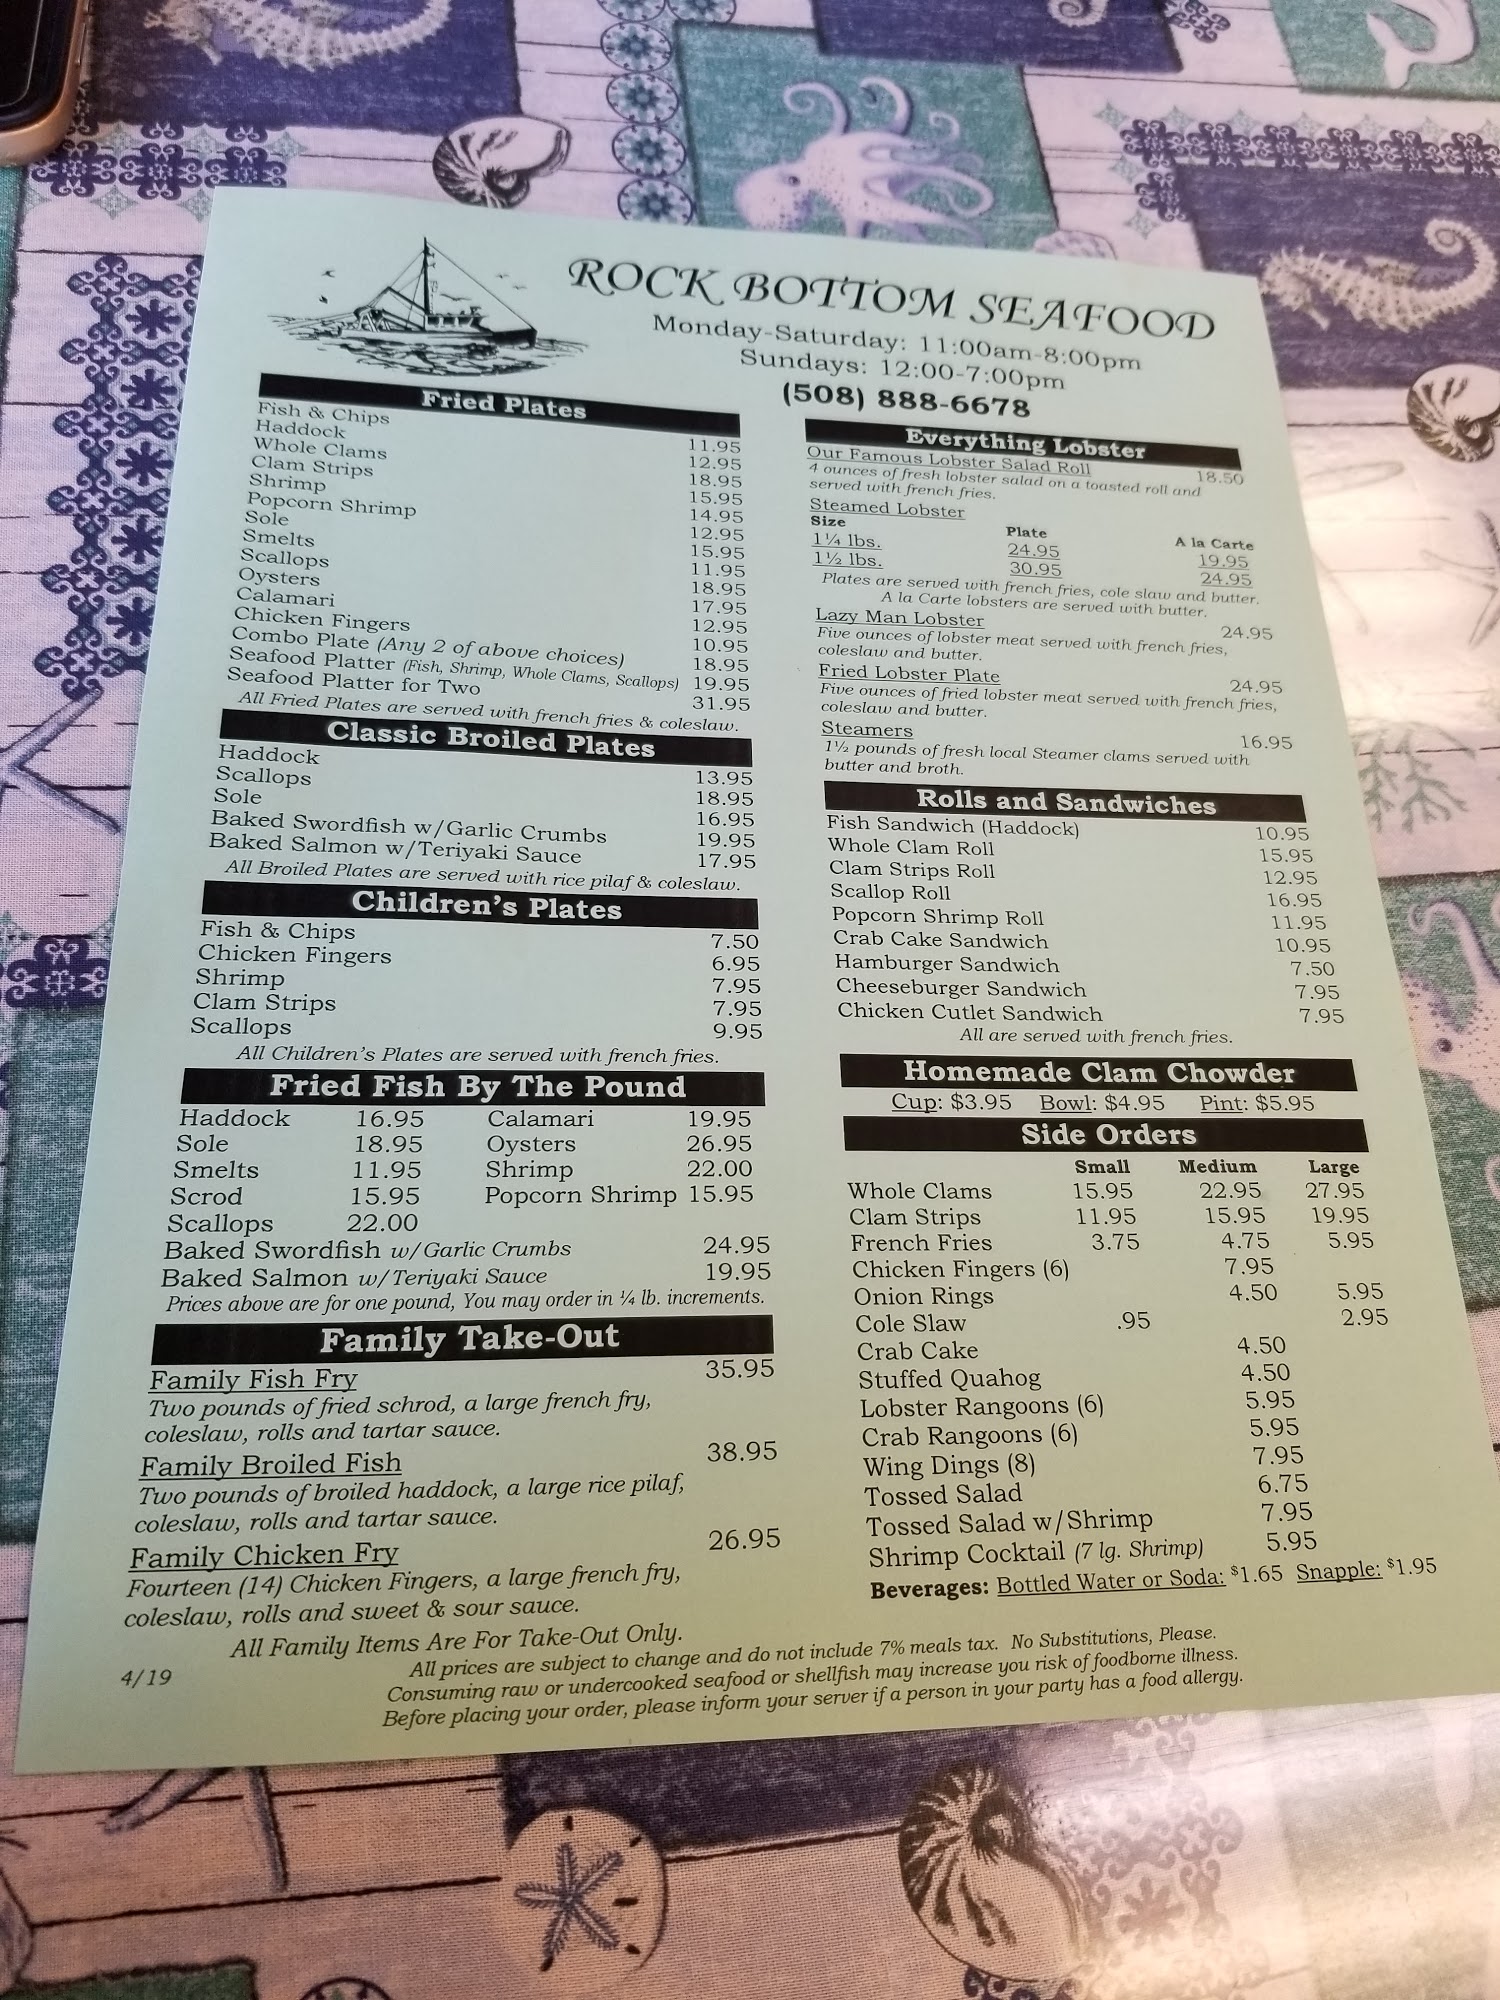 ROCK BOTTOM SEAFOOD
Monday-Saturday: 11:00am-8:00pm
Sundays: 12:00-7:00pm
(508) 888-6678
Fried Plates
Fish & Chips 11.95
Haddock 12.95
Whole Clams 18.95
Clam Strips 15.95
Shrimp 14.95
Popcorn Shrimp 12.95
Sole 15.95
Smelts 11.95
Scallops 18.95
Oysters 17.95
Calamari 12.95
Chicken Fingers 10.95
Combo Plate (Any 2 of above choices) 18.95
Seafood Platter (Fish, Shrimp, Whole Clams, Scallops) 19.95
Seafood Platter for Two 31.95
All Fried Plates are served with french fries & coleslaw.
Classic Broiled Plates
Haddock 13.95
Scallops 18.95
Sole 16.95
Baked Swordfish w/Garlic Crumbs 19.95
Baked Salmon w/Teriyaki Sauce 17.95
All Broiled Plates are served with rice pilaf & coleslaw.
Children's Plates
Fish & Chips 7.50
Chicken Fingers 6.95
Shrimp 7.95
Clam Strips 7.95
Scallops 9.95
All Children's Plates are served with french fries.
Fried Fish By The Pound
Haddock 16.95 Calamari 19.95
Sole 18.95 Oysters 26.95
Smelts 11.95 Shrimp 22.00
Scrod 15.95 Popcorn Shrimp 15.95
Scallops 22.00
Baked Swordfish w/Garlic Crumbs 24.95
Baked Salmon w/Teriyaki Sauce 19.95
Prices above are for one pound, You may order in ¼ lb. increments.
Family Take-Out
Family Fish Fry 35.95
Two pounds of fried schrod, a large french fry,
coleslaw, rolls and tartar sauce.
Family Broiled Fish 38.95
Two pounds of broiled haddock, a large rice pilaf,
coleslaw, rolls and tartar sauce.
Family Chicken Fry 26.95
Fourteen (14) Chicken Fingers, a large french fry,
coleslaw, rolls and sweet & sour sauce.
All Family Items Are For Take-Out Only.
Everything Lobster
Our Famous Lobster Salad Roll 18.50
4 ounces of fresh lobster salad on a toasted roll and
served with french fries.
Steamed Lobster
Size Plate A la Carte
1¼ lbs. 24.95 19.95
1½ lbs. 30.95 24.95
Plates are served with french fries, cole slaw and butter.
A la Carte lobsters are served with butter.
Lazy Man Lobster 24.95
Five ounces of lobster meat served with french fries,
coleslaw and butter.
Fried Lobster Plate 24.95
Five ounces of fried lobster meat served with french fries,
coleslaw and butter.
Steamers 16.95
1½ pounds of fresh local Steamer clams served with
butter and broth.
Rolls and Sandwiches
Fish Sandwich (Haddock) 10.95
Whole Clam Roll 15.95
Clam Strips Roll 12.95
Scallop Roll 16.95
Popcorn Shrimp Roll 11.95
Crab Cake Sandwich 10.95
Hamburger Sandwich 7.50
Cheeseburger Sandwich 7.95
Chicken Cutlet Sandwich 7.95
All are served with french fries.
Homemade Clam Chowder
Cup: $3.95 Bowl: $4.95 Pint: $5.95
Side Orders
Small Medium Large
Whole Clams 15.95 22.95 27.95
Clam Strips 11.95 15.95 19.95
French Fries 3.75 4.75 5.95
Chicken Fingers (6) 7.95
Onion Rings 4.50 5.95
Cole Slaw .95 2.95
Crab Cake 4.50
Stuffed Quahog 4.50
Lobster Rangoons (6) 5.95
Crab Rangoons (6) 5.95
Wing Dings (8) 7.95
Tossed Salad 6.75
Tossed Salad w/Shrimp 7.95
Shrimp Cocktail (7 lg. Shrimp) 5.95
Beverages: Bottled Water or Soda: $1.65 Snapple: $1.95
4/19
All prices are subject to change and do not include 7% meals tax. No Substitutions, Please.
Consuming raw or undercooked seafood or shellfish may increase you risk of foodborne illness.
Before placing your order, please inform your server if a person in your party has a food allergy.